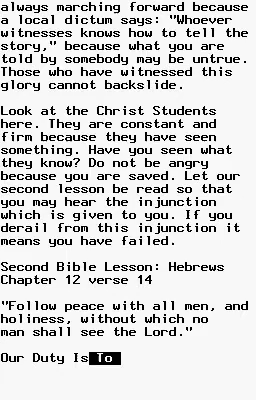 always marching forward because
a local dictum says: "Whoever
witnesses knows how to tell the
story," because what you are
told by somebody may be untrue.
Those who have witnessed this
glory cannot backslide.
Look at the Christ Students
here. They are constant and
firm because they have seen
something. Have you seen what
they know? Do not be angry
because you are saved. Let our
second lesson be read so that
you may hear the injunction
which is given to you. If you
derail from this injunction it
means you have failed.
Second Bible Lesson: Hebrews
Chapter 12 verse 14
"Follow peace with all men, and
holiness, without which no
man shall see the Lord."
Our Duty Is To